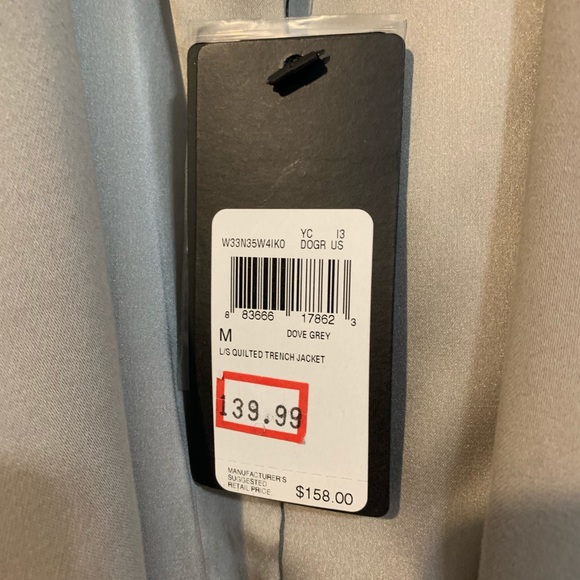 YC I3
W33N35W4IK0 DOGR US
8 83666 17862 3
M DOVE GREY
L/S QUILTED TRENCH JACKET
139.99
MANUFACTURER'S
SUGGESTED
RETAIL PRICE $158.00